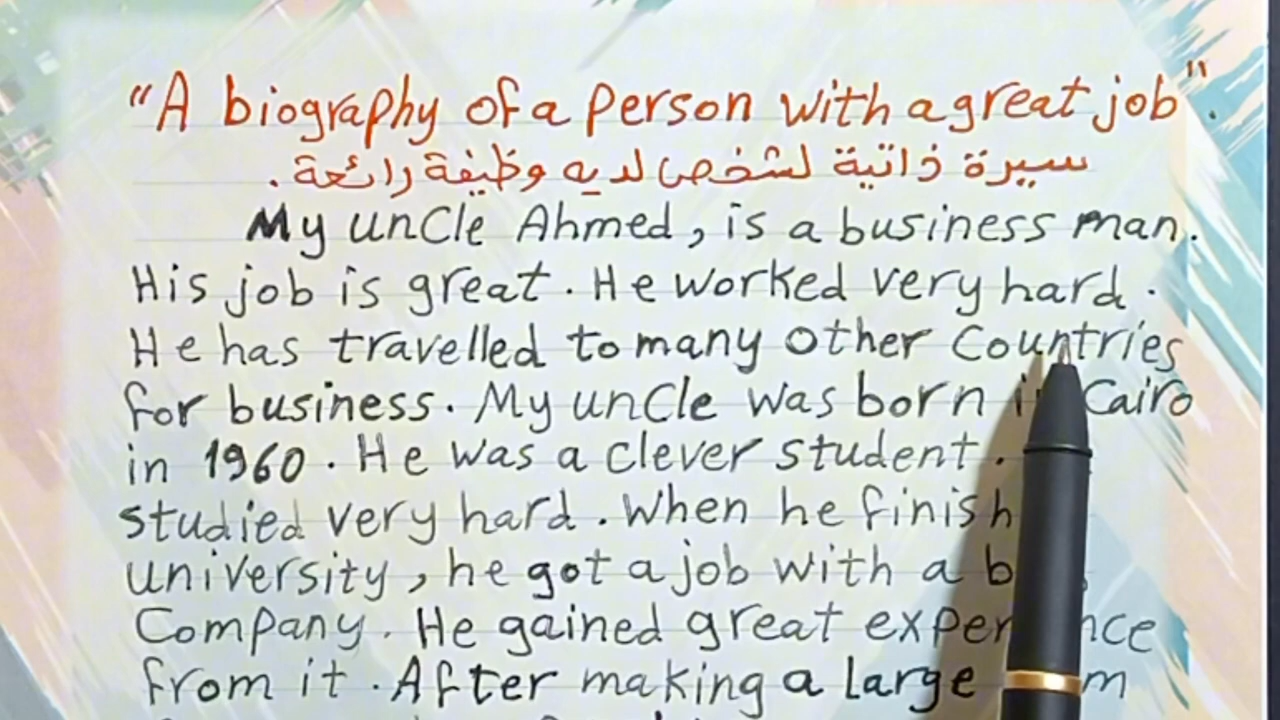 "A biography of a person with a great job".
سيرة ذاتية لشخص لديه وظيفة رائعة.
My uncle Ahmed, is a business man.
His job is great. He worked very hard.
He has travelled to many other countries
for business. My uncle was born in Cairo
in 1960. He was a clever student.
studied very hard. When he finish
university, he got a job with a
Company. He gained great experience
from it. After making a large